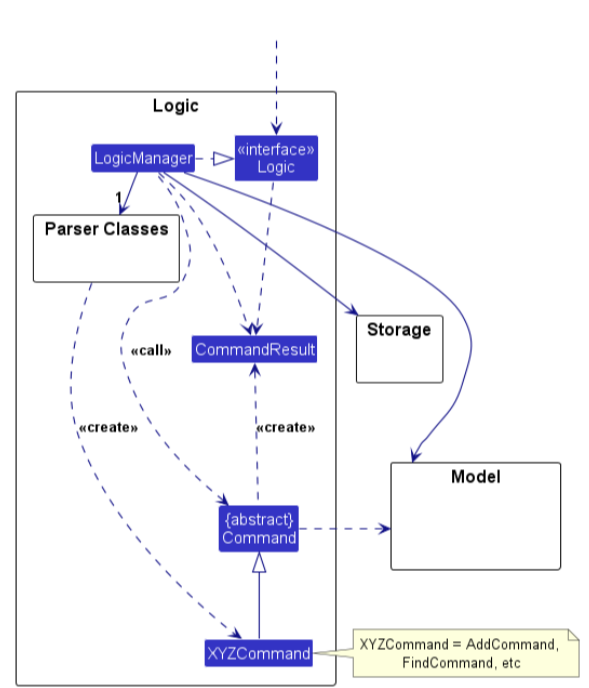 Logic
LogicManager
«interface»
Logic
1
Parser Classes
Storage
CommandResult
«call»
«create»
«create»
Model
{abstract}
Command
XYZCommand
XYZCommand = AddCommand,
FindCommand, etc